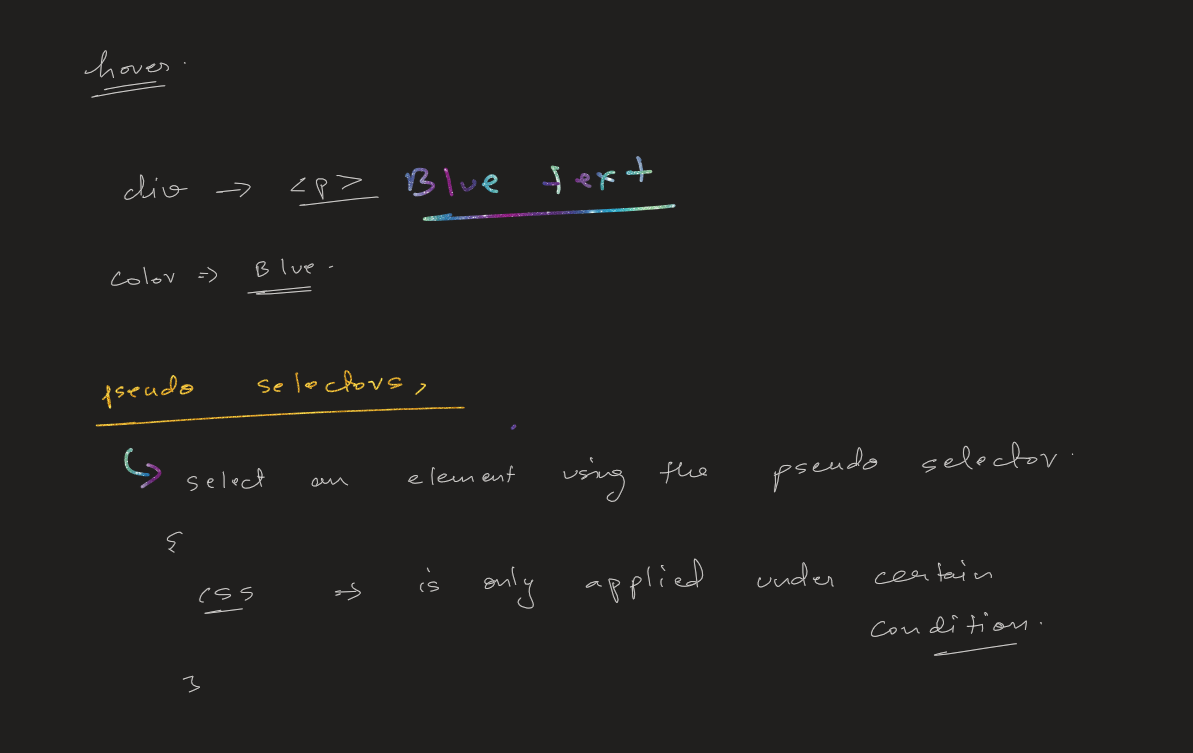 hover.
div → <p> Blue text
color => Blue.
pseudo selectors,
↳ select an element using the pseudo selector.
{
css => is only applied under certain
condition.
}